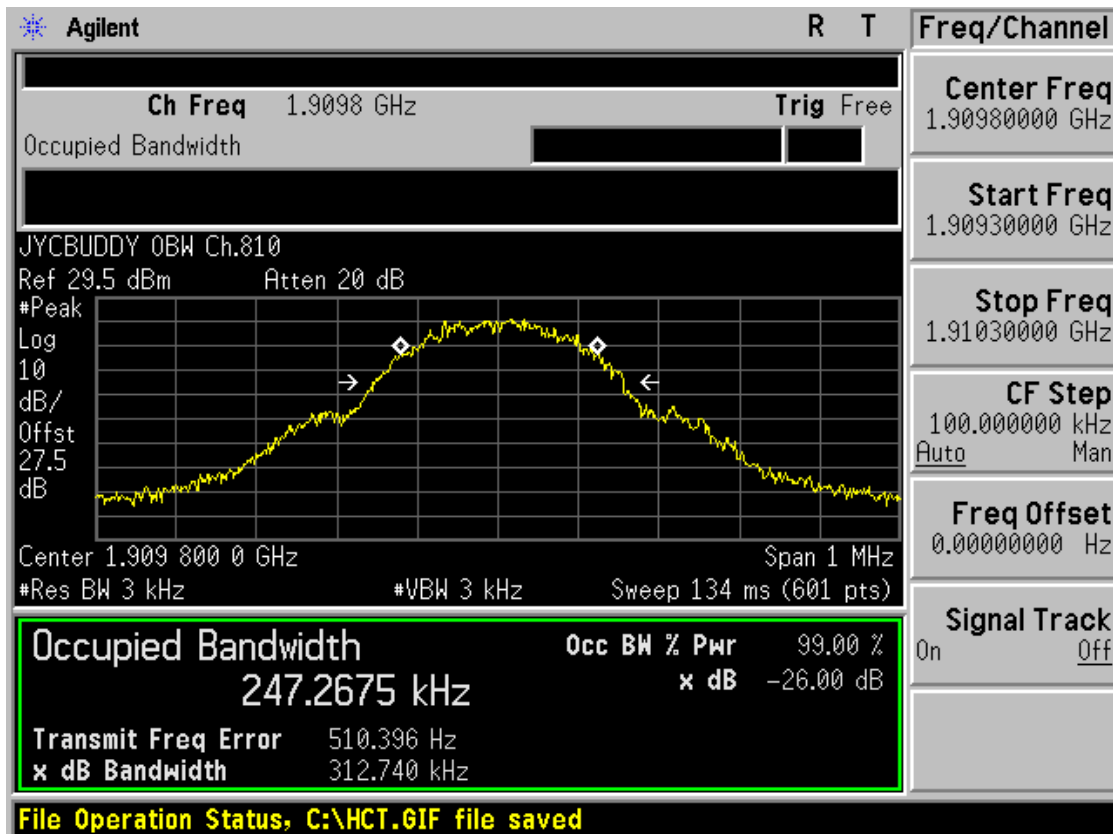 Agilent R T
Ch Freq 1.9098 GHz Trig Free
Occupied Bandwidth
JYCBUDDY OBW Ch.810
Ref 29.5 dBm Atten 20 dB
#Peak
Log
10
dB/
Offst
27.5
dB
Center 1.909 800 0 GHz Span 1 MHz
#Res BW 3 kHz #VBW 3 kHz Sweep 134 ms (601 pts)
Occupied Bandwidth
247.2675 kHz
Occ BW % Pwr 99.00 %
x dB -26.00 dB
Transmit Freq Error 510.396 Hz
x dB Bandwidth 312.740 kHz
File Operation Status, C:\HCT.GIF file saved
Freq/Channel
Center Freq
1.90980000 GHz
Start Freq
1.90930000 GHz
Stop Freq
1.91030000 GHz
CF Step
100.000000 kHz
Auto Man
Freq Offset
0.00000000 Hz
Signal Track
On Off